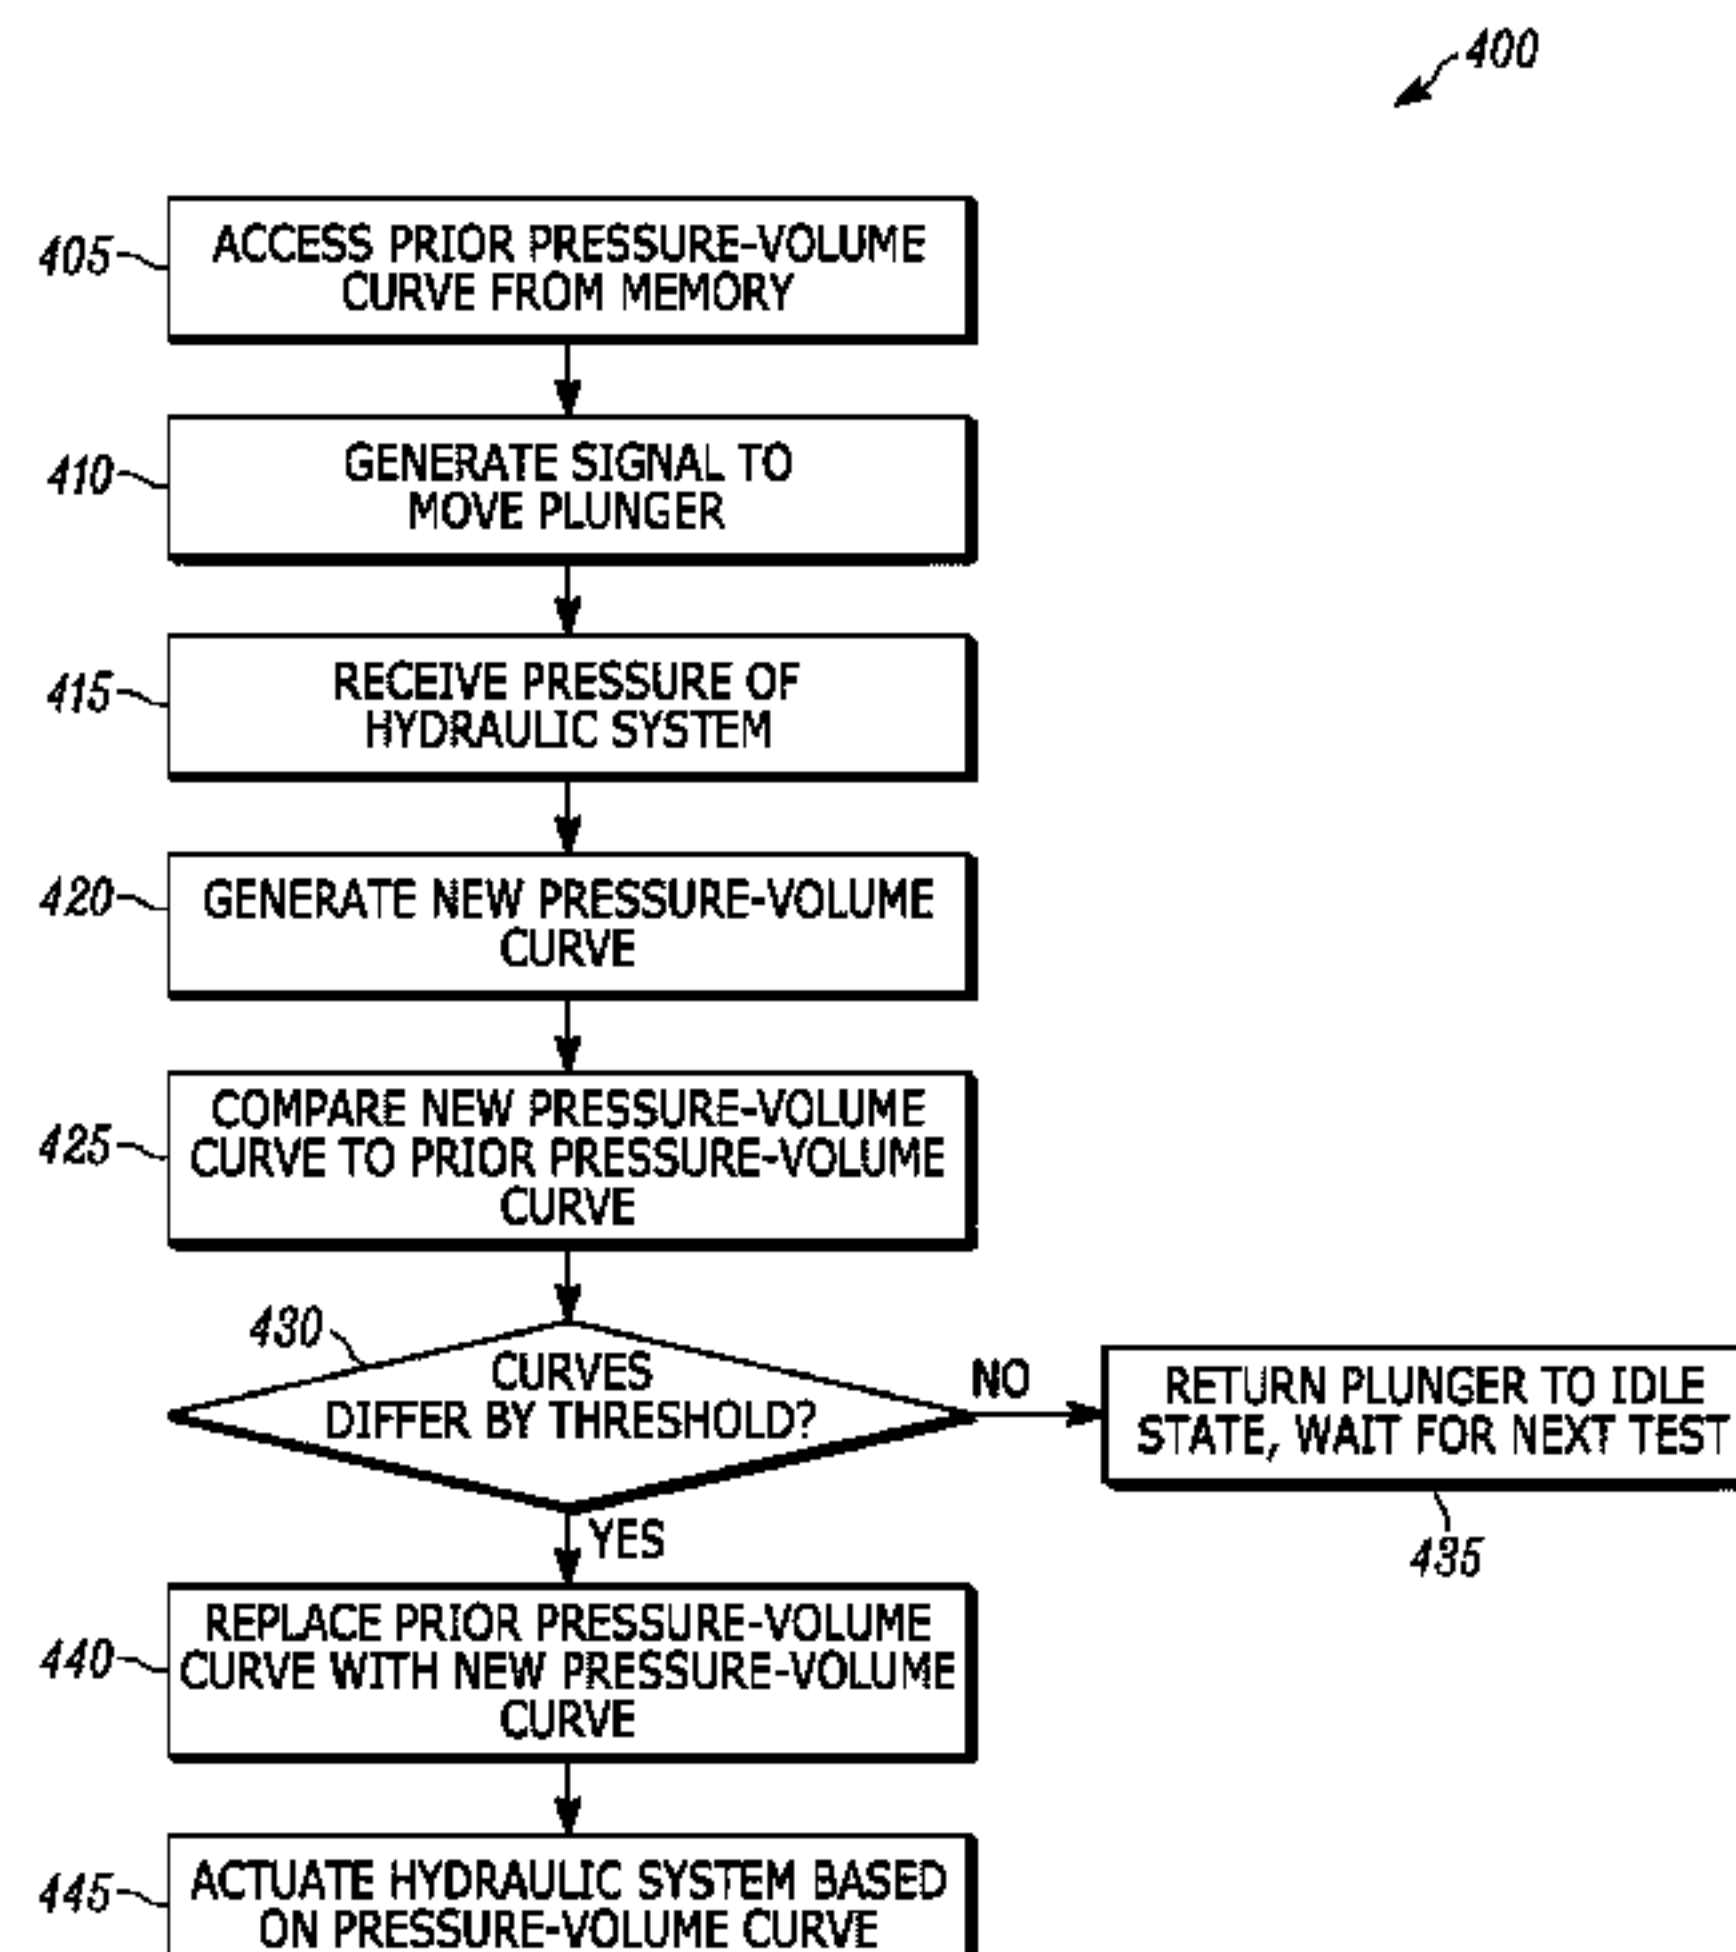 400
405
ACCESS PRIOR PRESSURE-VOLUME
CURVE FROM MEMORY
410
GENERATE SIGNAL TO
MOVE PLUNGER
415
RECEIVE PRESSURE OF
HYDRAULIC SYSTEM
420
GENERATE NEW PRESSURE-VOLUME
CURVE
425
COMPARE NEW PRESSURE-VOLUME
CURVE TO PRIOR PRESSURE-VOLUME
CURVE
430
CURVES
DIFFER BY THRESHOLD?
NO
RETURN PLUNGER TO IDLE
STATE, WAIT FOR NEXT TEST
435
YES
440
REPLACE PRIOR PRESSURE-VOLUME
CURVE WITH NEW PRESSURE-VOLUME
CURVE
445
ACTUATE HYDRAULIC SYSTEM BASED
ON PRESSURE-VOLUME CURVE